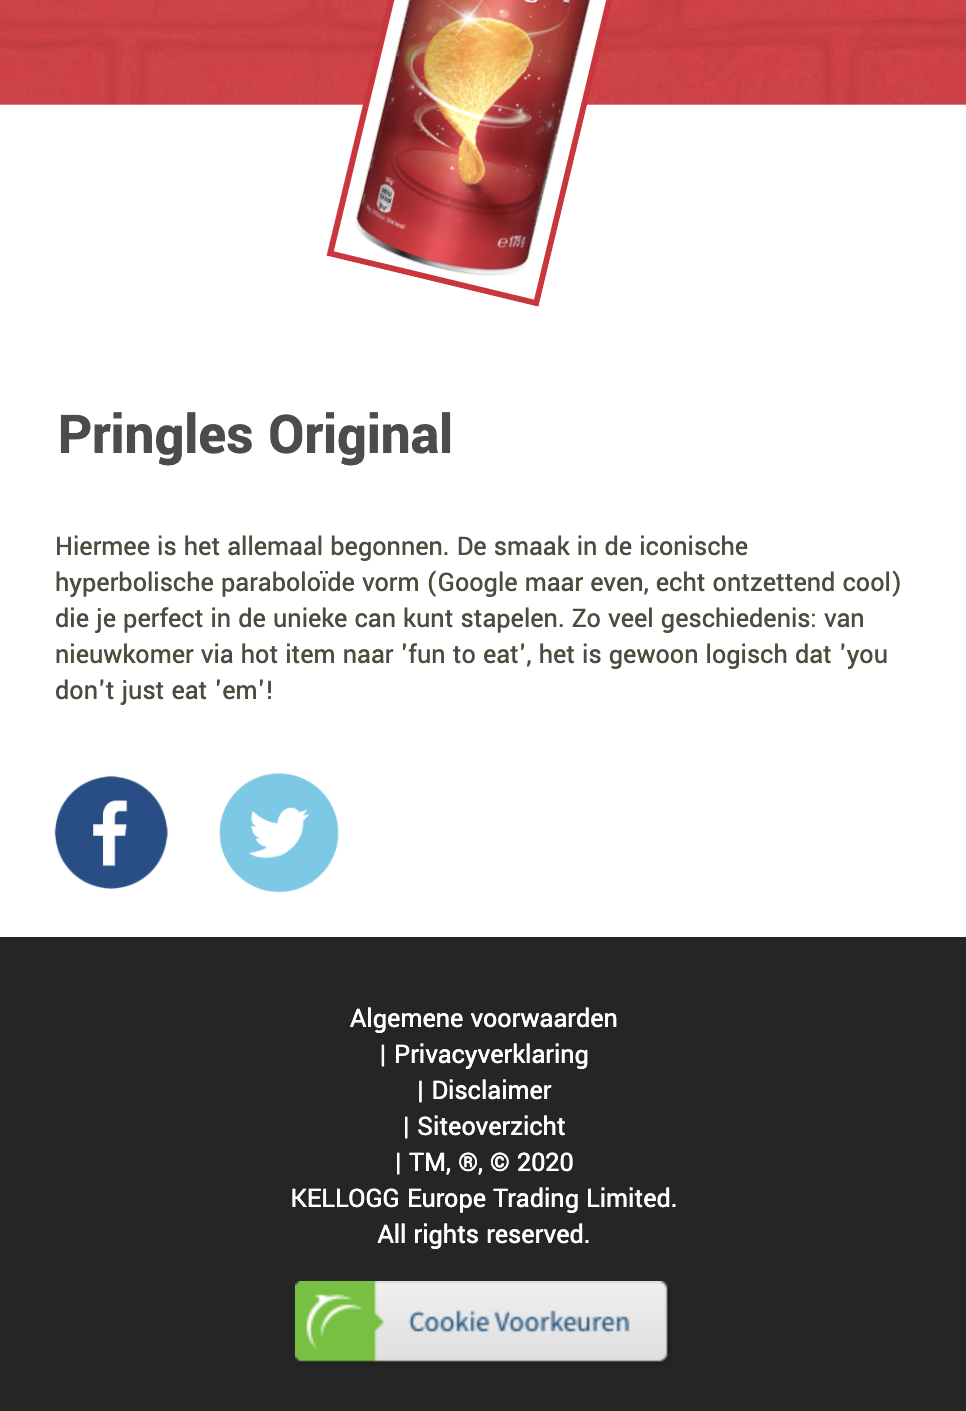 ℮175g
Pringles Original
Hiermee is het allemaal begonnen. De smaak in de iconische
hyperbolische paraboloïde vorm (Google maar even, echt ontzettend cool)
die je perfect in de unieke can kunt stapelen. Zo veel geschiedenis: van
nieuwkomer via hot item naar 'fun to eat', het is gewoon logisch dat 'you
don't just eat 'em'!
Algemene voorwaarden
| Privacyverklaring
| Disclaimer
| Siteoverzicht
| TM, ®, © 2020
KELLOGG Europe Trading Limited.
All rights reserved.
Cookie Voorkeuren